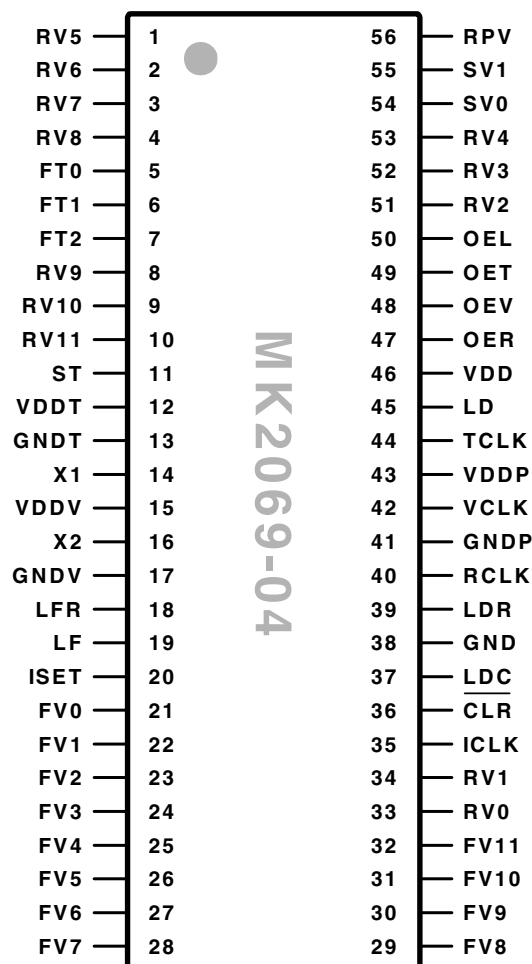 RV5 1 56 RPV
RV6 2 55 SV1
RV7 3 54 SV0
RV8 4 53 RV4
FT0 5 52 RV3
FT1 6 51 RV2
FT2 7 50 OEL
RV9 8 49 OET
RV10 9 48 OEV
RV11 10 47 OER
ST 11 46 VDD
VDDT 12 45 LD
GNDT 13 44 TCLK
X1 14 43 VDDP
VDDV 15 42 VCLK
X2 16 41 GNDP
GNDV 17 40 RCLK
LFR 18 39 LDR
LF 19 38 GND
ISET 20 37 LDC
FV0 21 36 CLR
FV1 22 35 ICLK
FV2 23 34 RV1
FV3 24 33 RV0
FV4 25 32 FV11
FV5 26 31 FV10
FV6 27 30 FV9
FV7 28 29 FV8
MK2069-04